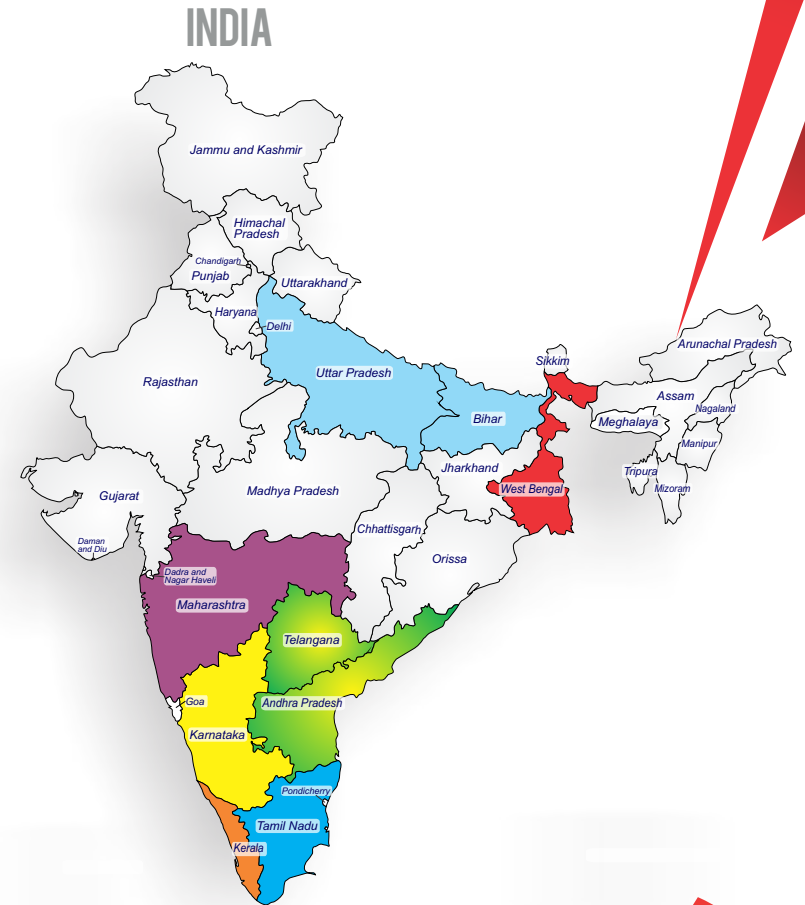 INDIA
Jammu and Kashmir
Himachal
Pradesh
Chandigarh
Punjab
Uttarakhand
Haryana
Delhi
Arunachal Pradesh
Sikkim
Uttar Pradesh
Rajasthan
Assam
Nagaland
Bihar
Meghalaya
Manipur
Jharkhand
Tripura
Mizoram
West Bengal
Madhya Pradesh
Gujarat
Chhattisgarh
Daman
and Diu
Orissa
Dadra and
Nagar Haveli
Maharashtra
Telangana
Goa
Andhra Pradesh
Karnataka
Pondicherry
Tamil Nadu
Kerala